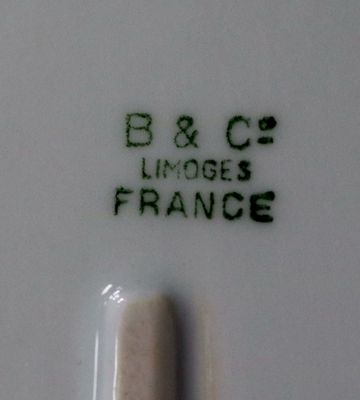 B & Cº
LIMOGES
FRANCE